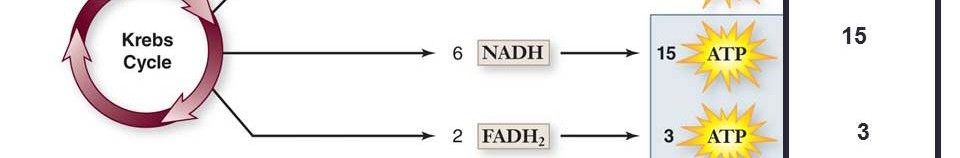 Krebs
Cycle
6 NADH 15 ATP 15
2 FADH₂ 3 ATP 3